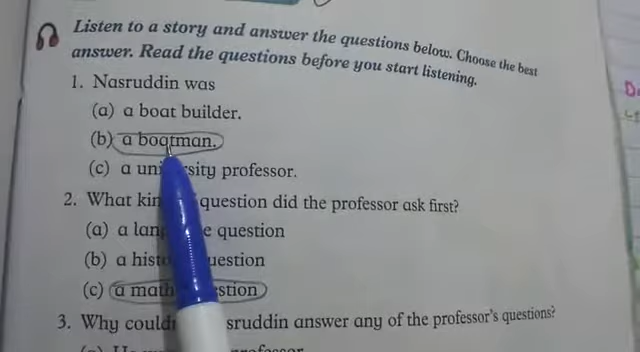 Listen to a story and answer the questions below. Choose the best
answer. Read the questions before you start listening.
1. Nasruddin was
(a) a boat builder.
(b) a boatman.
(c) a un sity professor.
2. What kin question did the professor ask first?
(a) a lan e question
(b) a hist uestion
(c) a math stion
3. Why could sruddin answer any of the professor's questions?